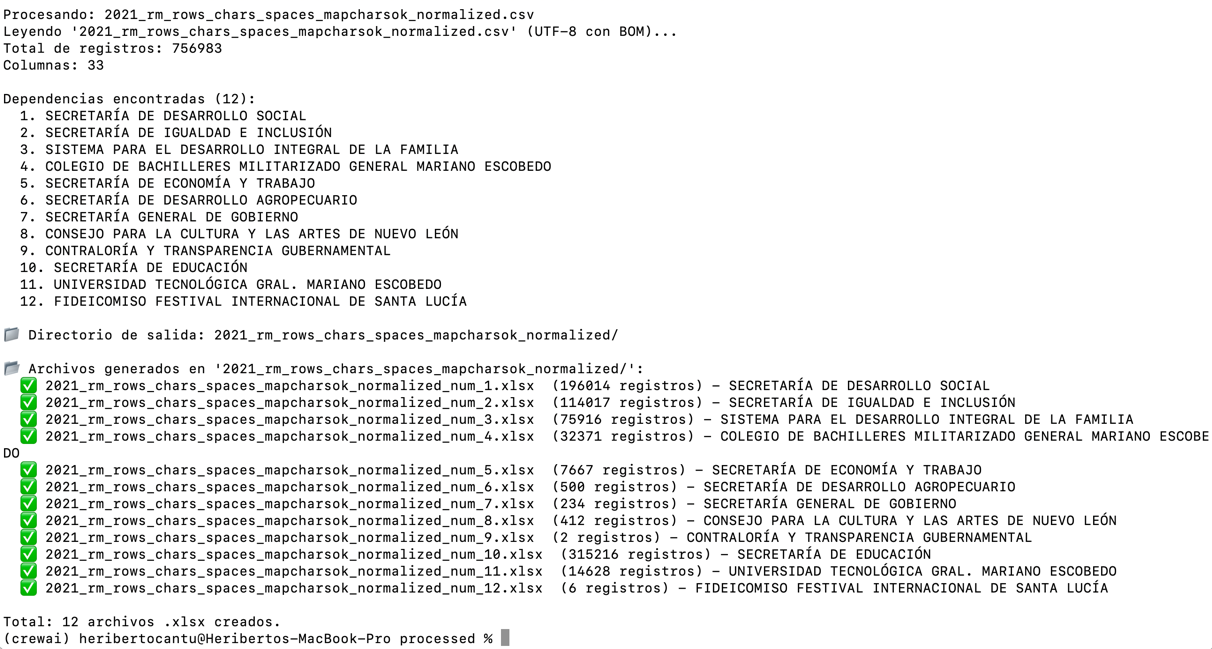 Procesando: 2021_rm_rows_chars_spaces_mapcharsok_normalized.csv
Leyendo '2021_rm_rows_chars_spaces_mapcharsok_normalized.csv' (UTF-8 con BOM)...
Total de registros: 756983
Columnas: 33
Dependencias encontradas (12):
1. SECRETARÍA DE DESARROLLO SOCIAL
2. SECRETARÍA DE IGUALDAD E INCLUSIÓN
3. SISTEMA PARA EL DESARROLLO INTEGRAL DE LA FAMILIA
4. COLEGIO DE BACHILLERES MILITARIZADO GENERAL MARIANO ESCOBEDO
5. SECRETARÍA DE ECONOMÍA Y TRABAJO
6. SECRETARÍA DE DESARROLLO AGROPECUARIO
7. SECRETARÍA GENERAL DE GOBIERNO
8. CONSEJO PARA LA CULTURA Y LAS ARTES DE NUEVO LEÓN
9. CONTRALORÍA Y TRANSPARENCIA GUBERNAMENTAL
10. SECRETARÍA DE EDUCACIÓN
11. UNIVERSIDAD TECNOLÓGICA GRAL. MARIANO ESCOBEDO
12. FIDEICOMISO FESTIVAL INTERNACIONAL DE SANTA LUCÍA
📁 Directorio de salida: 2021_rm_rows_chars_spaces_mapcharsok_normalized/
📂 Archivos generados en '2021_rm_rows_chars_spaces_mapcharsok_normalized/':
✅ 2021_rm_rows_chars_spaces_mapcharsok_normalized_num_1.xlsx (196014 registros) – SECRETARÍA DE DESARROLLO SOCIAL
✅ 2021_rm_rows_chars_spaces_mapcharsok_normalized_num_2.xlsx (114017 registros) – SECRETARÍA DE IGUALDAD E INCLUSIÓN
✅ 2021_rm_rows_chars_spaces_mapcharsok_normalized_num_3.xlsx (75916 registros) – SISTEMA PARA EL DESARROLLO INTEGRAL DE LA FAMILIA
✅ 2021_rm_rows_chars_spaces_mapcharsok_normalized_num_4.xlsx (32371 registros) – COLEGIO DE BACHILLERES MILITARIZADO GENERAL MARIANO ESCOBE
DO
✅ 2021_rm_rows_chars_spaces_mapcharsok_normalized_num_5.xlsx (7667 registros) – SECRETARÍA DE ECONOMÍA Y TRABAJO
✅ 2021_rm_rows_chars_spaces_mapcharsok_normalized_num_6.xlsx (500 registros) – SECRETARÍA DE DESARROLLO AGROPECUARIO
✅ 2021_rm_rows_chars_spaces_mapcharsok_normalized_num_7.xlsx (234 registros) – SECRETARÍA GENERAL DE GOBIERNO
✅ 2021_rm_rows_chars_spaces_mapcharsok_normalized_num_8.xlsx (412 registros) – CONSEJO PARA LA CULTURA Y LAS ARTES DE NUEVO LEÓN
✅ 2021_rm_rows_chars_spaces_mapcharsok_normalized_num_9.xlsx (2 registros) – CONTRALORÍA Y TRANSPARENCIA GUBERNAMENTAL
✅ 2021_rm_rows_chars_spaces_mapcharsok_normalized_num_10.xlsx (315216 registros) – SECRETARÍA DE EDUCACIÓN
✅ 2021_rm_rows_chars_spaces_mapcharsok_normalized_num_11.xlsx (14628 registros) – UNIVERSIDAD TECNOLÓGICA GRAL. MARIANO ESCOBEDO
✅ 2021_rm_rows_chars_spaces_mapcharsok_normalized_num_12.xlsx (6 registros) – FIDEICOMISO FESTIVAL INTERNACIONAL DE SANTA LUCÍA
Total: 12 archivos .xlsx creados.
(crewai) heribertocantu@Heribertos-MacBook-Pro processed %